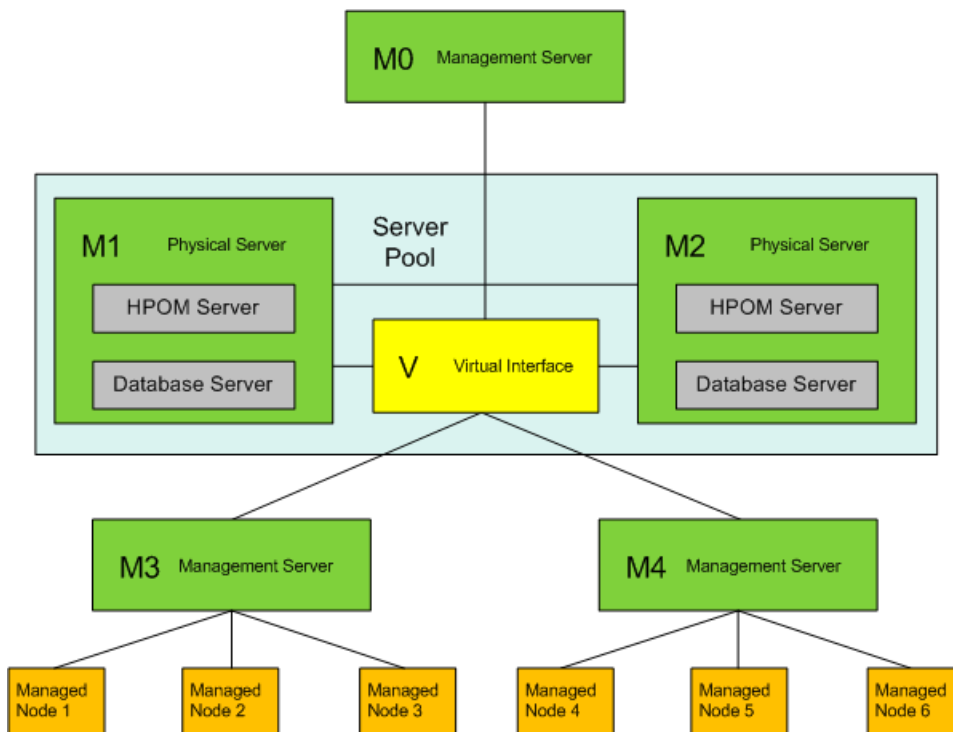 M0 Management Server
Server
Pool
M1 Physical Server
HPOM Server
Database Server
M2 Physical Server
HPOM Server
Database Server
V Virtual Interface
M3 Management Server
M4 Management Server
Managed
Node 1
Managed
Node 2
Managed
Node 3
Managed
Node 4
Managed
Node 5
Managed
Node 6